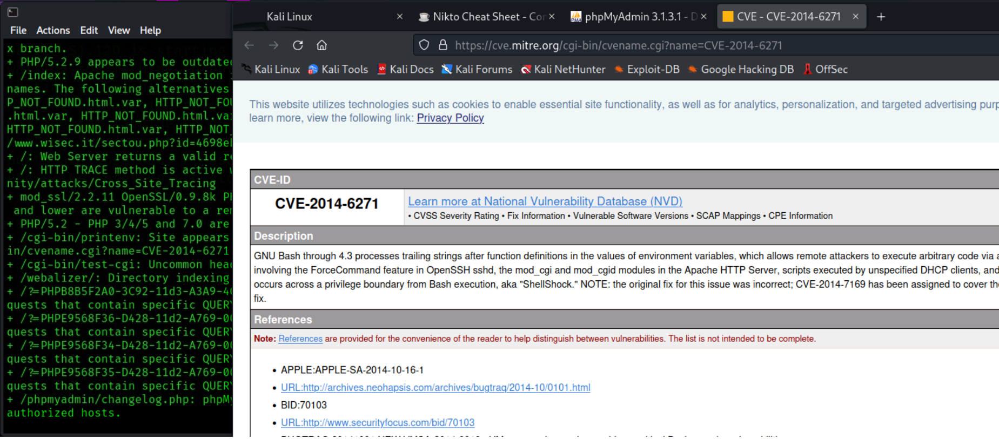 File Actions Edit View Help
x branch.
+ PHP/5.2.9 appears to be outdated
+ /index: Apache mod_negotiation
names. The following alternatives
P_NOT_FOUND.html.var, HTTP_NOT_FOU
.html.var, HTTP_NOT_FOUND.html.va
HTTP_NOT_FOUND.html.var, HTTP_NOT_
/www.wisec.it/sectou.php?id=4698e
+ /: Web Server returns a valid r
+ /: HTTP TRACE method is active
nity/attacks/Cross_Site_Tracing
+ mod_ssl/2.2.11 OpenSSL/0.9.8k P
and lower are vulnerable to a re
+ PHP/5.2 - PHP 3/4/5 and 7.0 are
+ /cgi-bin/printenv: Site appears
in/cvename.cgi?name=CVE-2014-6271
+ /cgi-bin/test-cgi: Uncommon hea
+ /webalizer/: Directory indexing
+ /?=PHPB8B5F2A0-3C92-11d3-A3A9-4
quests that contain specific QUERY
+ /?=PHPE9568F36-D428-11d2-A769-0
quests that contain specific QUERY
+ /?=PHPE9568F34-D428-11d2-A769-0
quests that contain specific QUERY
+ /?=PHPE9568F35-D428-11d2-A769-0
quests that contain specific QUERY
+ /phpmyadmin/changelog.php: phpMy
authorized hosts.
Kali Linux × Nikto Cheat Sheet - Co × phpMyAdmin 3.1.3.1 - D × CVE - CVE-2014-6271 × +
https://cve.mitre.org/cgi-bin/cvename.cgi?name=CVE-2014-6271
Kali Linux Kali Tools Kali Docs Kali Forums Kali NetHunter Exploit-DB Google Hacking DB OffSec
This website utilizes technologies such as cookies to enable essential site functionality, as well as for analytics, personalization, and targeted advertising purp
learn more, view the following link: Privacy Policy
CVE-ID
CVE-2014-6271
Learn more at National Vulnerability Database (NVD)
• CVSS Severity Rating • Fix Information • Vulnerable Software Versions • SCAP Mappings • CPE Information
Description
GNU Bash through 4.3 processes trailing strings after function definitions in the values of environment variables, which allows remote attackers to execute arbitrary code via a
involving the ForceCommand feature in OpenSSH sshd, the mod_cgi and mod_cgid modules in the Apache HTTP Server, scripts executed by unspecified DHCP clients, and
occurs across a privilege boundary from Bash execution, aka "ShellShock." NOTE: the original fix for this issue was incorrect; CVE-2014-7169 has been assigned to cover the
fix.
References
Note: References are provided for the convenience of the reader to help distinguish between vulnerabilities. The list is not intended to be complete.
• APPLE:APPLE-SA-2014-10-16-1
• URL:http://archives.neohapsis.com/archives/bugtraq/2014-10/0101.html
• BID:70103
• URL:http://www.securityfocus.com/bid/70103